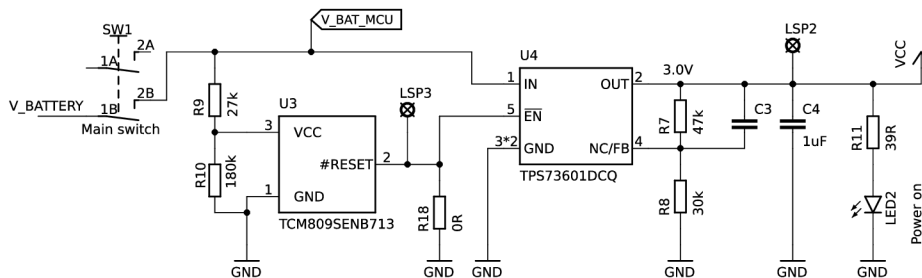 V_BAT_MCU
SW1
2A
1A
2B
V_BATTERY
1B
Main switch
R9
27k
R10
180k
U3
3
VCC
#RESET
2
1
GND
TCM809SENB713
LSP3
R18
0R
GND
GND
U4
1
IN
OUT
2
3.0V
5
EN
3*2
GND
NC/FB
4
TPS73601DCQ
GND
R7
47k
R8
30k
GND
C3
LSP2
C4
1uF
GND
VCC
R11
39R
LED2
Power on
GND